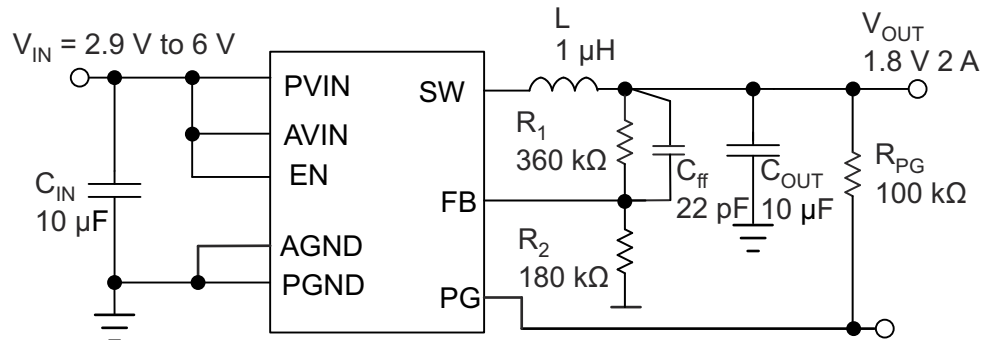 V_IN = 2.9 V to 6 V
L
1 µH
V_OUT
1.8 V 2 A
PVIN
SW
AVIN
EN
R_1
360 kΩ
C_ff
22 pF
C_OUT
10 µF
R_PG
100 kΩ
C_IN
10 µF
FB
AGND
PGND
R_2
180 kΩ
PG